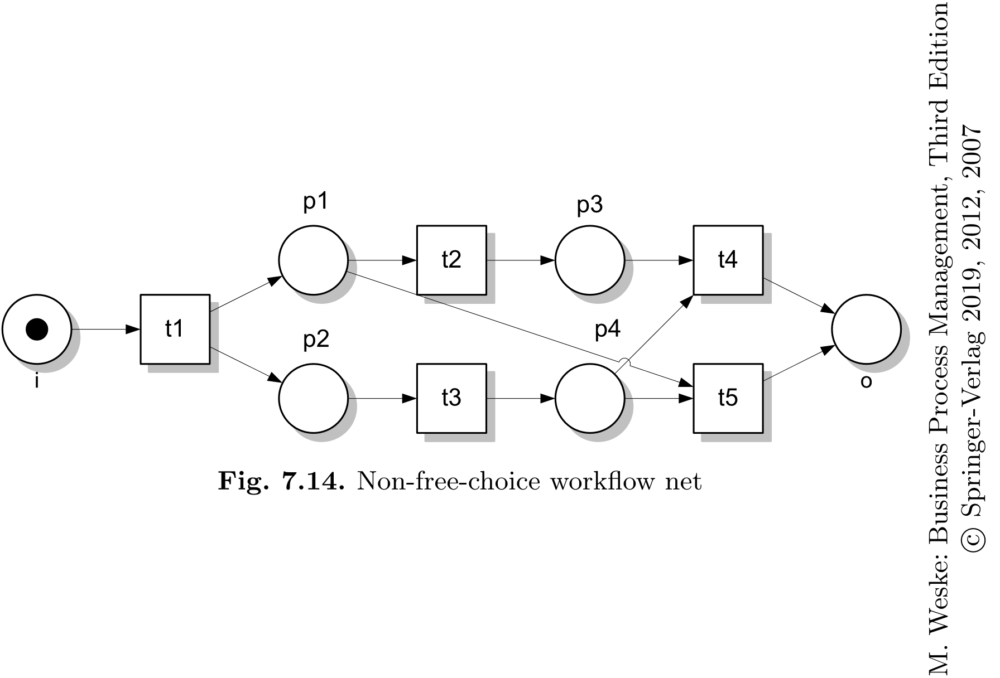 p1
p3
t2
t4
i
t1
p2
p4
o
t3
t5
Fig. 7.14. Non-free-choice workflow net
M. Weske: Business Process Management, Third Edition
© Springer-Verlag 2019, 2012, 2007